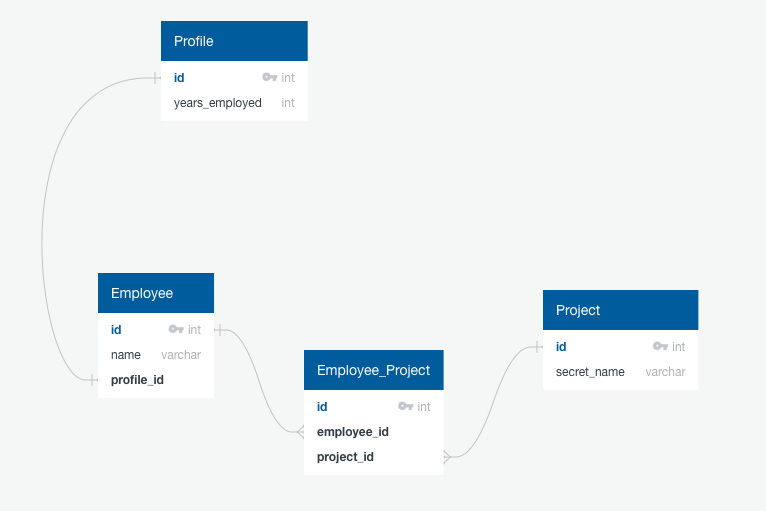 Profile
id int
years_employed int
Employee
id int
name varchar
profile_id
Employee_Project
id int
employee_id
project_id
Project
id int
secret_name varchar